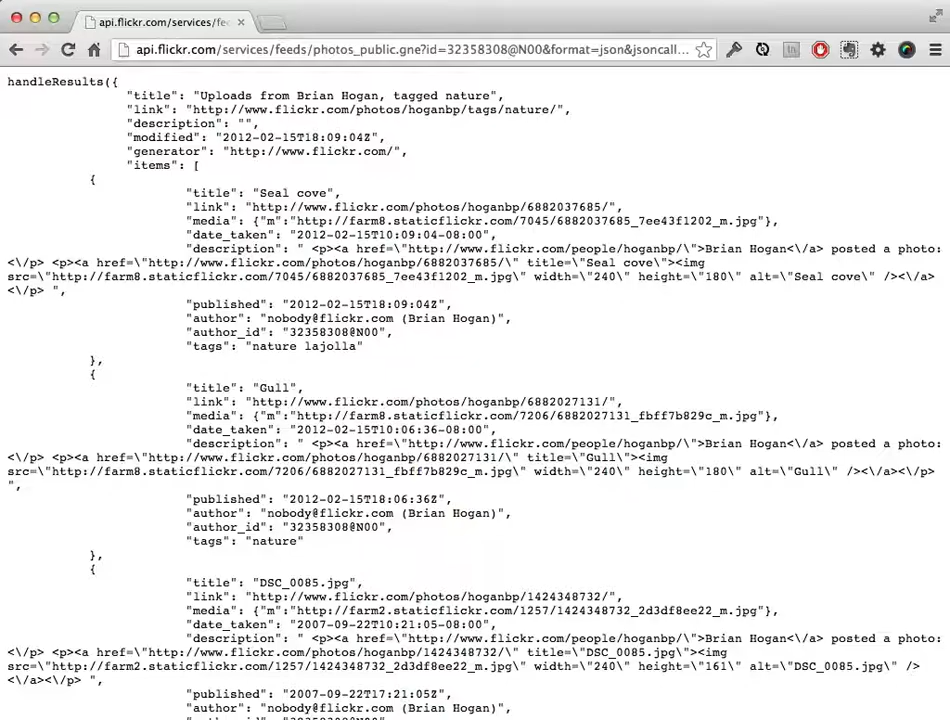 api.flickr.com/services/fe
api.flickr.com/services/feeds/photos_public.gne?id=32358308@N00&format=json&jsoncall...
handleResults({
"title": "Uploads from Brian Hogan, tagged nature",
"link": "http://www.flickr.com/photos/hoganbp/tags/nature/",
"description": "",
"modified": "2012-02-15T18:09:04Z",
"generator": "http://www.flickr.com/",
"items": [
{
"title": "Seal cove",
"link": "http://www.flickr.com/photos/hoganbp/6882037685/",
"media": {"m":"http://farm8.staticflickr.com/7045/6882037685_7ee43f1202_m.jpg"},
"date_taken": "2012-02-15T10:09:04-08:00",
"description": " <p><a href=\"http://www.flickr.com/people/hoganbp/\">Brian Hogan<\/a> posted a photo:
<\/p> <p><a href=\"http://www.flickr.com/photos/hoganbp/6882037685/\" title=\"Seal cove\"><img
src=\"http://farm8.staticflickr.com/7045/6882037685_7ee43f1202_m.jpg\" width=\"240\" height=\"180\" alt=\"Seal cove\" /><\/a>
<\/p> ",
"published": "2012-02-15T18:09:04Z",
"author": "nobody@flickr.com (Brian Hogan)",
"author_id": "32358308@N00",
"tags": "nature lajolla"
},
{
"title": "Gull",
"link": "http://www.flickr.com/photos/hoganbp/6882027131/",
"media": {"m":"http://farm8.staticflickr.com/7206/6882027131_fbff7b829c_m.jpg"},
"date_taken": "2012-02-15T10:06:36-08:00",
"description": " <p><a href=\"http://www.flickr.com/people/hoganbp/\">Brian Hogan<\/a> posted a photo:
<\/p> <p><a href=\"http://www.flickr.com/photos/hoganbp/6882027131/\" title=\"Gull\"><img
src=\"http://farm8.staticflickr.com/7206/6882027131_fbff7b829c_m.jpg\" width=\"240\" height=\"180\" alt=\"Gull\" /><\/a><\/p>
",
"published": "2012-02-15T18:06:36Z",
"author": "nobody@flickr.com (Brian Hogan)",
"author_id": "32358308@N00",
"tags": "nature"
},
{
"title": "DSC_0085.jpg",
"link": "http://www.flickr.com/photos/hoganbp/1424348732/",
"media": {"m":"http://farm2.staticflickr.com/1257/1424348732_2d3df8ee22_m.jpg"},
"date_taken": "2007-09-22T10:21:05-08:00",
"description": " <p><a href=\"http://www.flickr.com/people/hoganbp/\">Brian Hogan<\/a> posted a photo:
<\/p> <p><a href=\"http://www.flickr.com/photos/hoganbp/1424348732/\" title=\"DSC_0085.jpg\"><img
src=\"http://farm2.staticflickr.com/1257/1424348732_2d3df8ee22_m.jpg\" width=\"240\" height=\"161\" alt=\"DSC_0085.jpg\" />
<\/a><\/p> ",
"published": "2007-09-22T17:21:05Z",
"author": "nobody@flickr.com (Brian Hogan)",